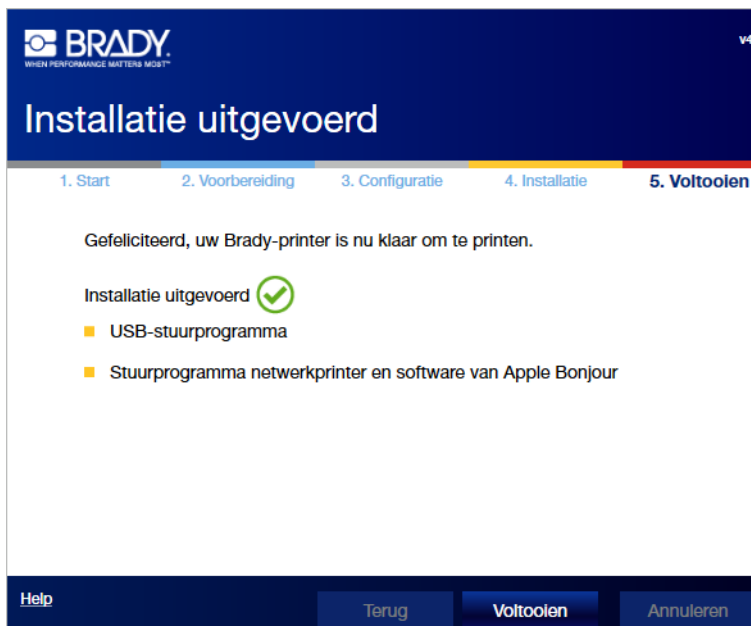 BRADY.
WHEN PERFORMANCE MATTERS MOST™
v4
Installatie uitgevoerd
1. Start 2. Voorbereiding 3. Configuratie 4. Installatie 5. Voltooien
Gefeliciteerd, uw Brady-printer is nu klaar om te printen.
Installatie uitgevoerd
USB-stuurprogramma
Stuurprogramma netwerkprinter en software van Apple Bonjour
Help Terug Voltooien Annuleren